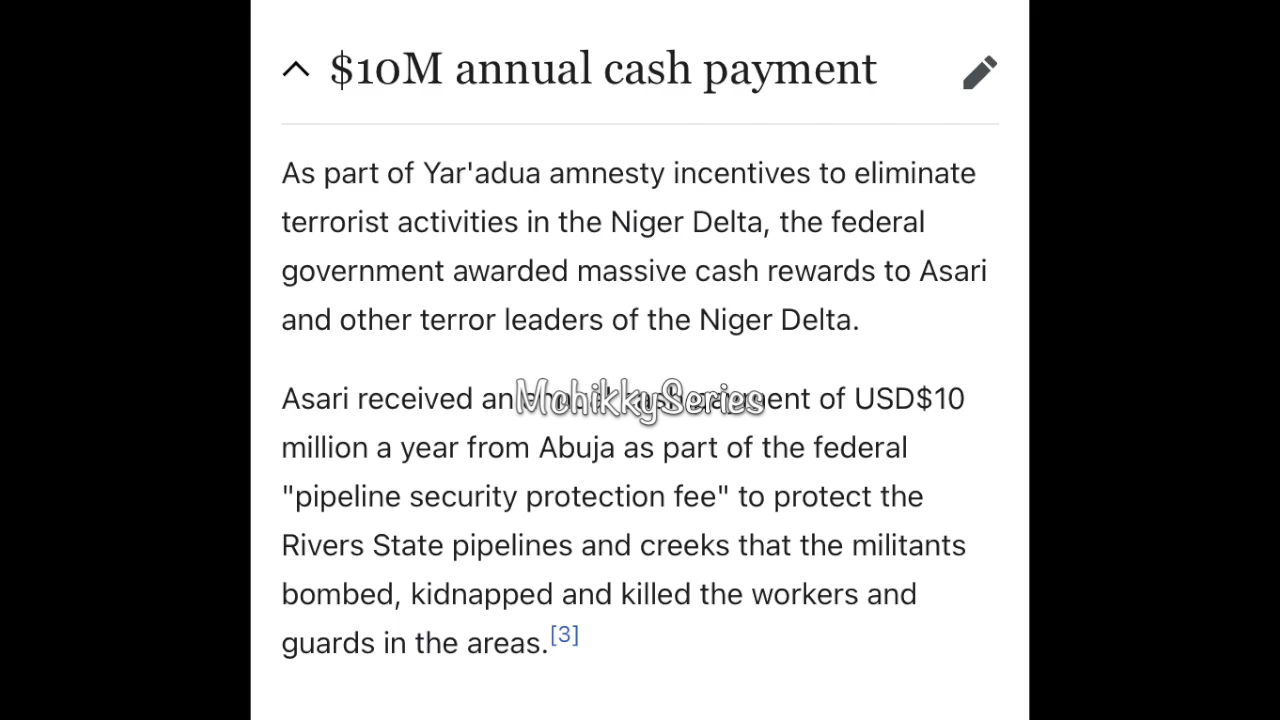 $10M annual cash payment
As part of Yar'adua amnesty incentives to eliminate
terrorist activities in the Niger Delta, the federal
government awarded massive cash rewards to Asari
and other terror leaders of the Niger Delta.
Asari received an MohikkySeries of USD$10
million a year from Abuja as part of the federal
"pipeline security protection fee" to protect the
Rivers State pipelines and creeks that the militants
bombed, kidnapped and killed the workers and
guards in the areas.[3]